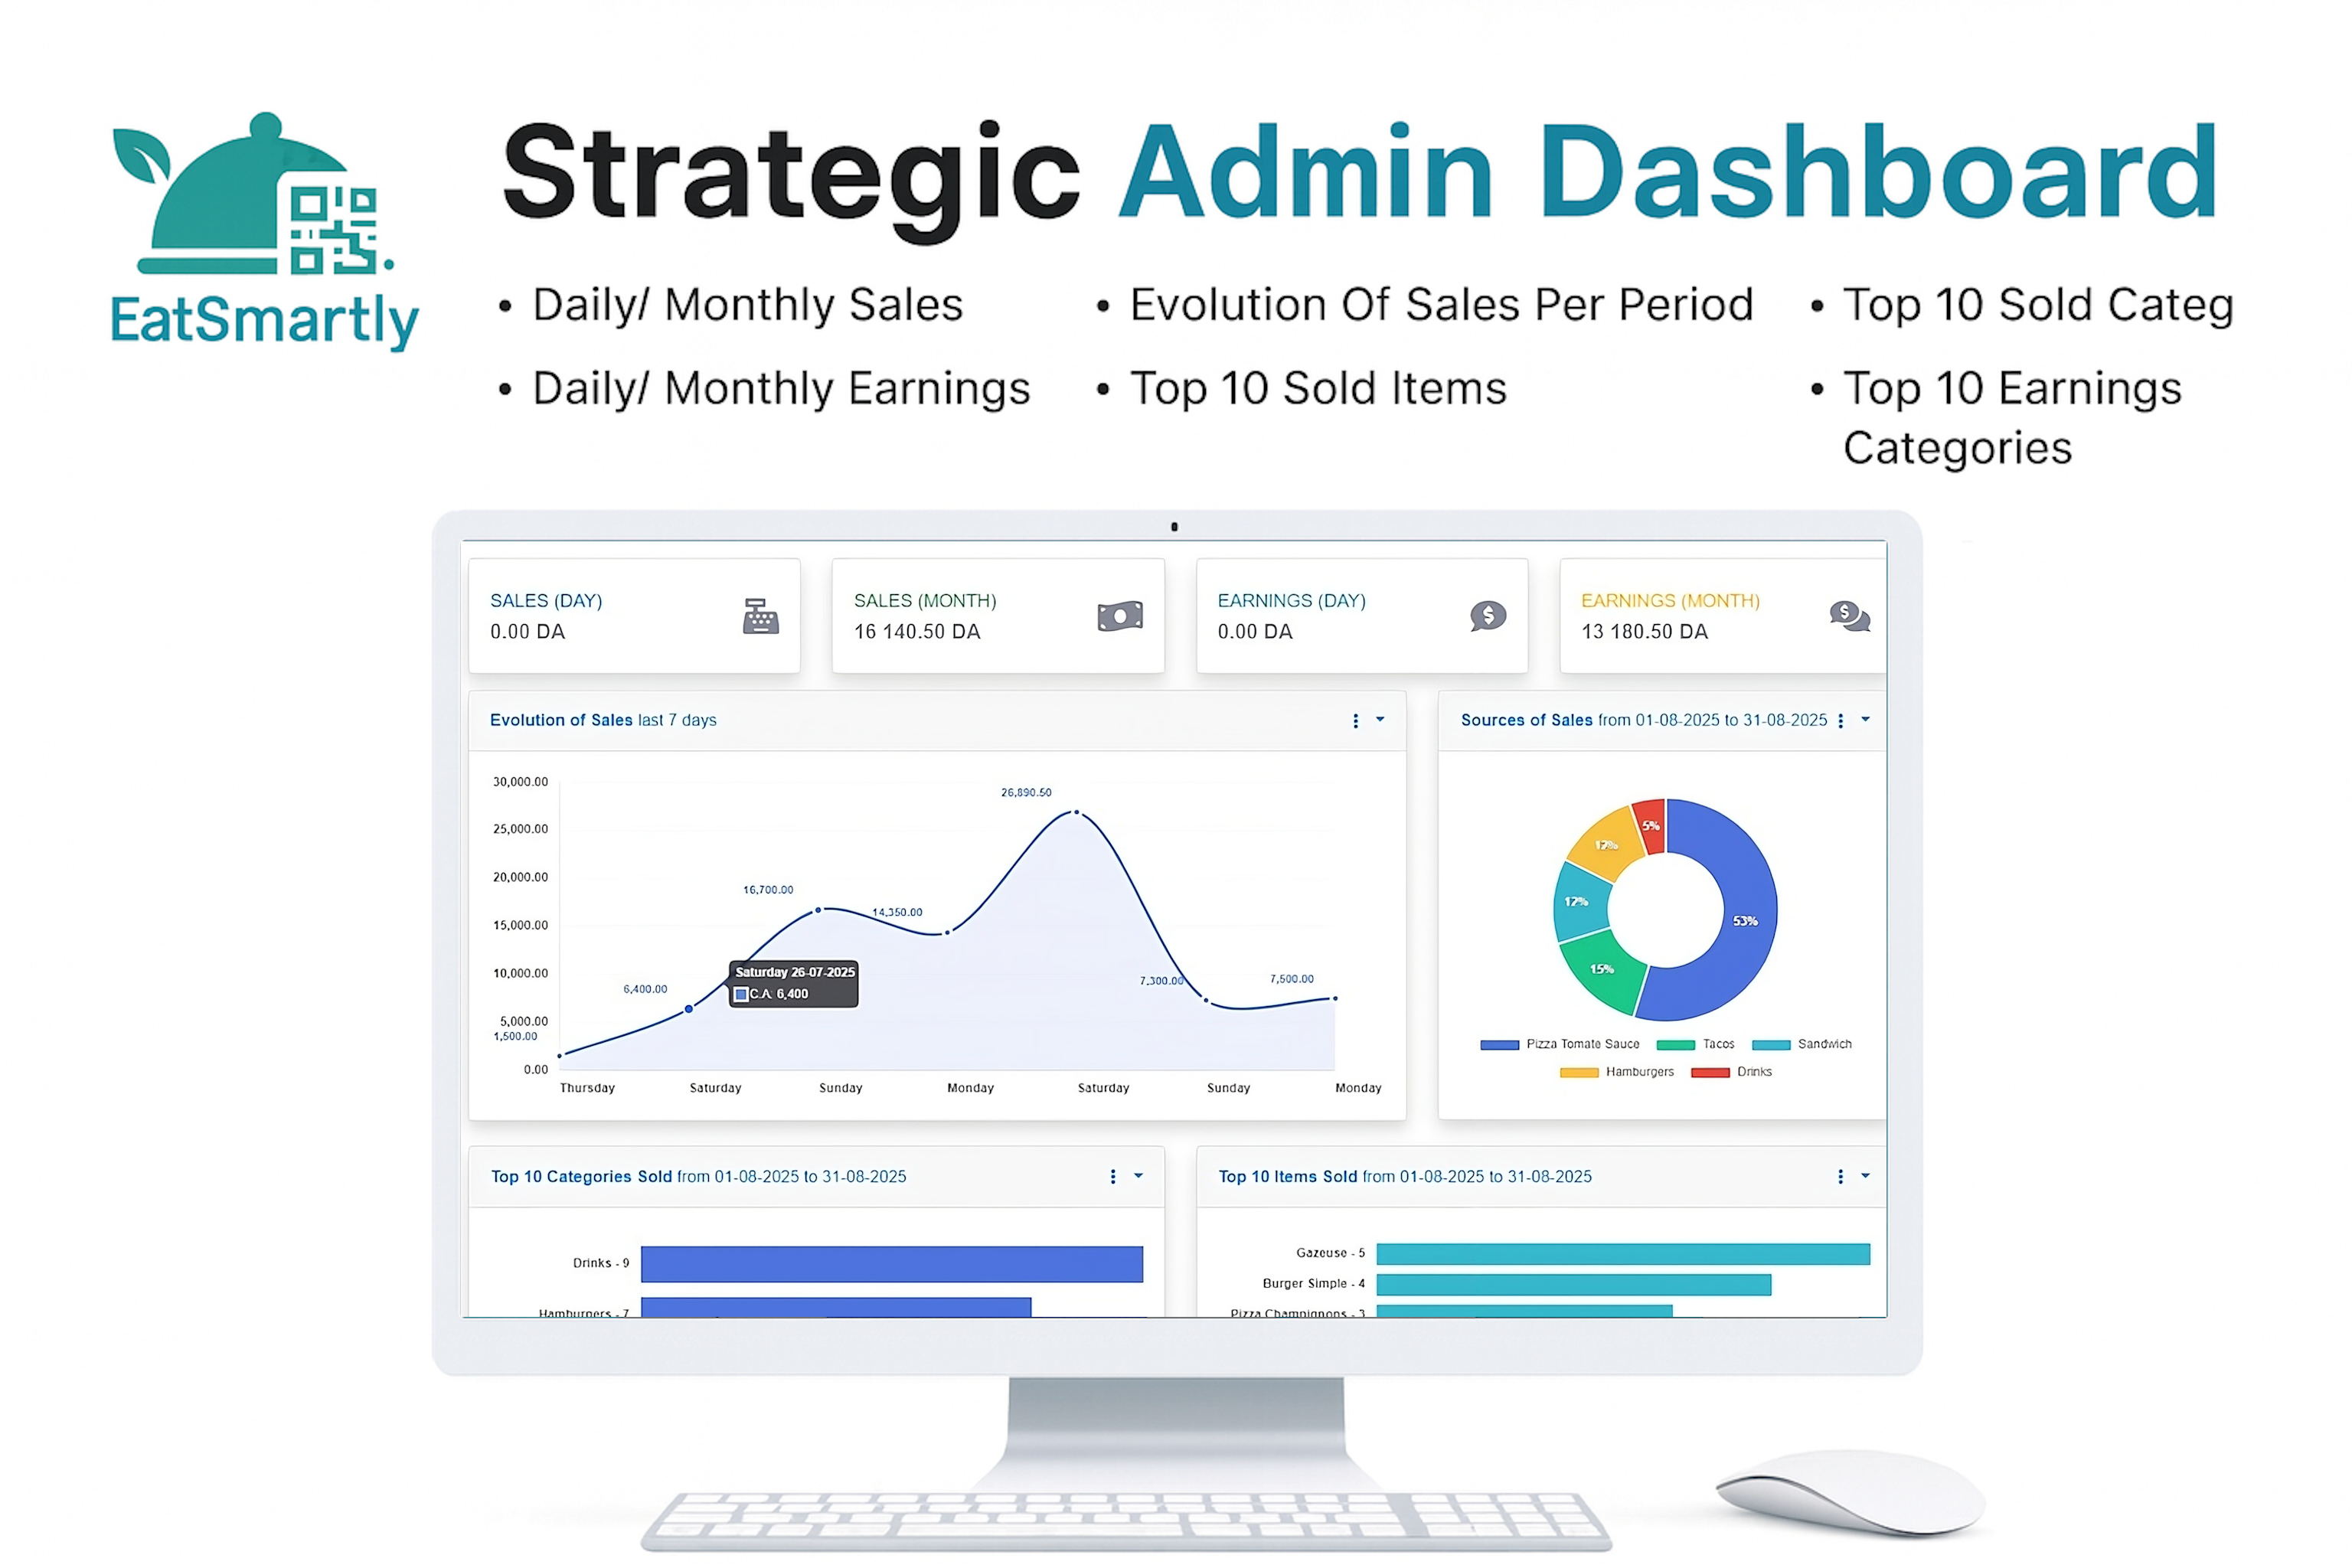 Strategic Admin Dashboard
EatSmartly
• Daily/ Monthly Sales
• Daily/ Monthly Earnings
• Evolution Of Sales Per Period
• Top 10 Sold Items
• Top 10 Sold Categ
• Top 10 Earnings
Categories
SALES (DAY)
0.00 DA
SALES (MONTH)
16 140.50 DA
EARNINGS (DAY)
0.00 DA
EARNINGS (MONTH)
13 180.50 DA
Evolution of Sales last 7 days
30,000.00
25,000.00
20,000.00
15,000.00
10,000.00
5,000.00
0.00
1,500.00
6,400.00
16,700.00
14,350.00
26,890.50
7,300.00
7,500.00
Saturday 26-07-2025
C.A: 6,400
Thursday
Saturday
Sunday
Monday
Saturday
Sunday
Monday
Sources of Sales from 01-08-2025 to 31-08-2025
53%
15%
12%
12%
5%
Pizza Tomate Sauce
Tacos
Sandwich
Hamburgers
Drinks
Top 10 Categories Sold from 01-08-2025 to 31-08-2025
Drinks - 9
Hamburgers - 7
Top 10 Items Sold from 01-08-2025 to 31-08-2025
Gazeuse - 5
Burger Simple - 4
Pizza Champignons - 3